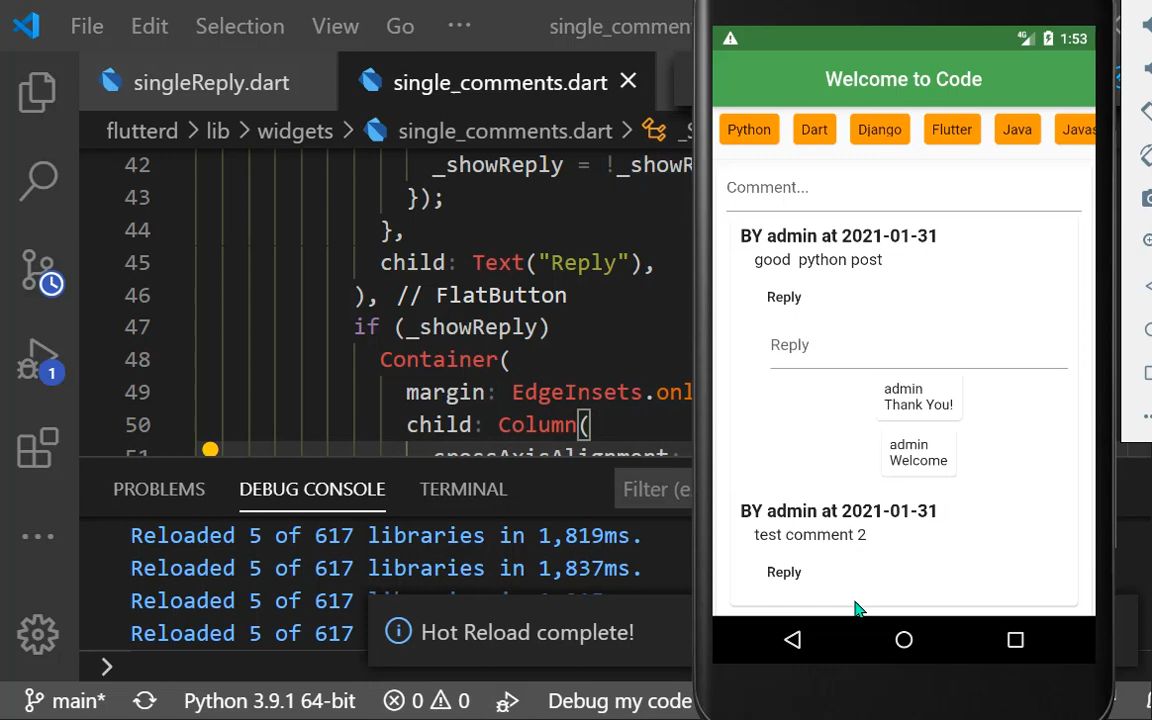 File Edit Selection View Go ··· single_commen
singleReply.dart single_comments.dart
flutterd > lib > widgets > single_comments.dart >
42 _showReply = !_showR
43 });
44 },
45 child: Text("Reply"),
46 ), // FlatButton
47 if (_showReply)
48 Container(
49 margin: EdgeInsets.onl
50 child: Column(
51 crossAxisAlignment:
PROBLEMS DEBUG CONSOLE TERMINAL Filter (e
Reloaded 5 of 617 libraries in 1,819ms.
Reloaded 5 of 617 libraries in 1,837ms.
Reloaded 5 of 617
Reloaded 5 of 617
Hot Reload complete!
1
main* Python 3.9.1 64-bit 0 0 Debug my code
4G 1:53
Welcome to Code
Python Dart Django Flutter Java Javas
Comment...
BY admin at 2021-01-31
good python post
Reply
Reply
admin
Thank You!
admin
Welcome
BY admin at 2021-01-31
test comment 2
Reply